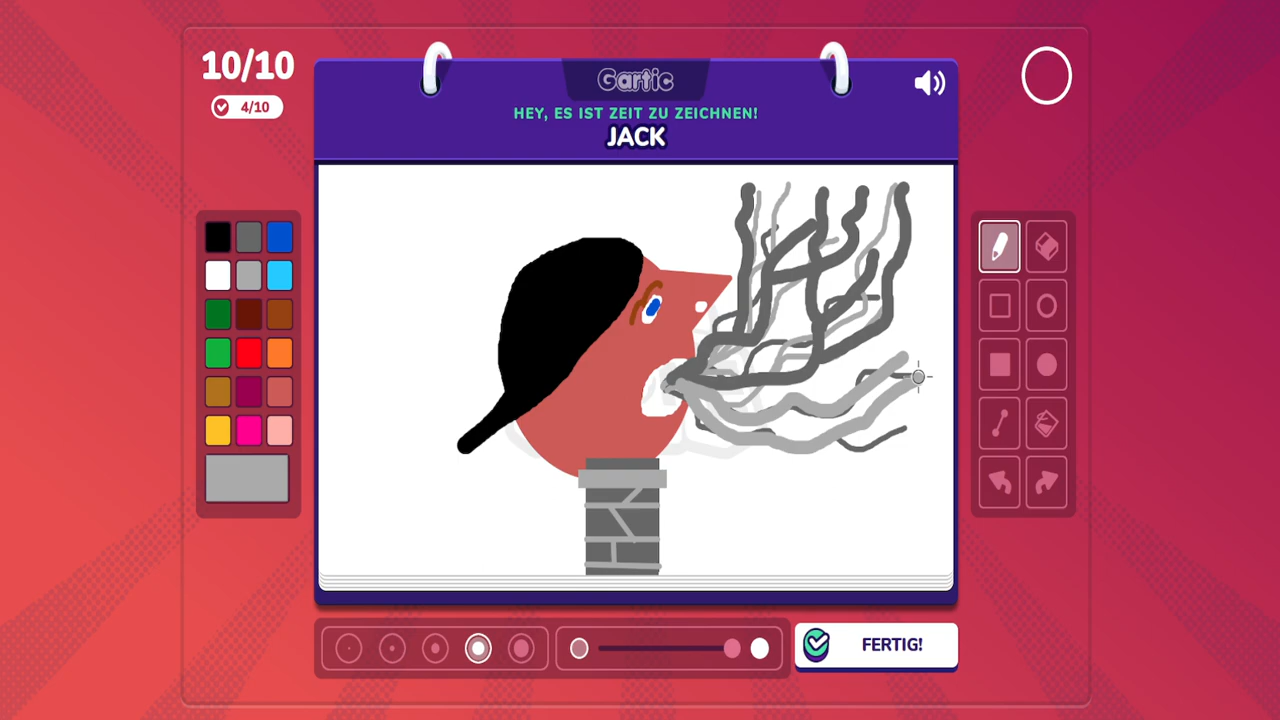 10/10
4/10
Gartic
HEY, ES IST ZEIT ZU ZEICHNEN!
JACK
FERTIG!